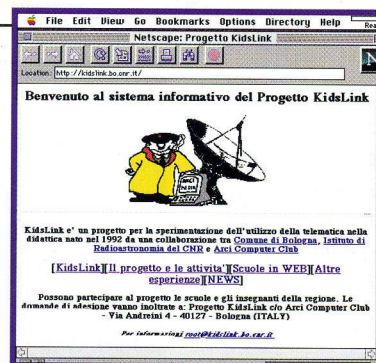 File Edit View Go Bookmarks Options Directory Help
Netscape: Progetto KidsLink
Location: http://kidslink.bo.cnr.it/
N
Benvenuto al sistema informativo del Progetto KidsLink
ARCI
KidsLink e' un progetto per la sperimentazione dell'utilizzo della telematica nella
didattica nato nel 1992 da una collaborazione tra Comune di Bologna, Istituto di
Radioastronomia del CNR e Arci Computer Club
[KidsLink][Il progetto e le attivita'][Scuole in WEB][Altre
esperienze][NEWS]
Possono partecipare al progetto le scuole e gli insegnanti della regione. Le
domande di adesione vanno inoltrate a: Progetto KidsLink c/o Arci Computer Club
- Via Andreini 4 - 40127 - Bologna (ITALY)
Per informazioni root@kidslink.bo.cnr.it